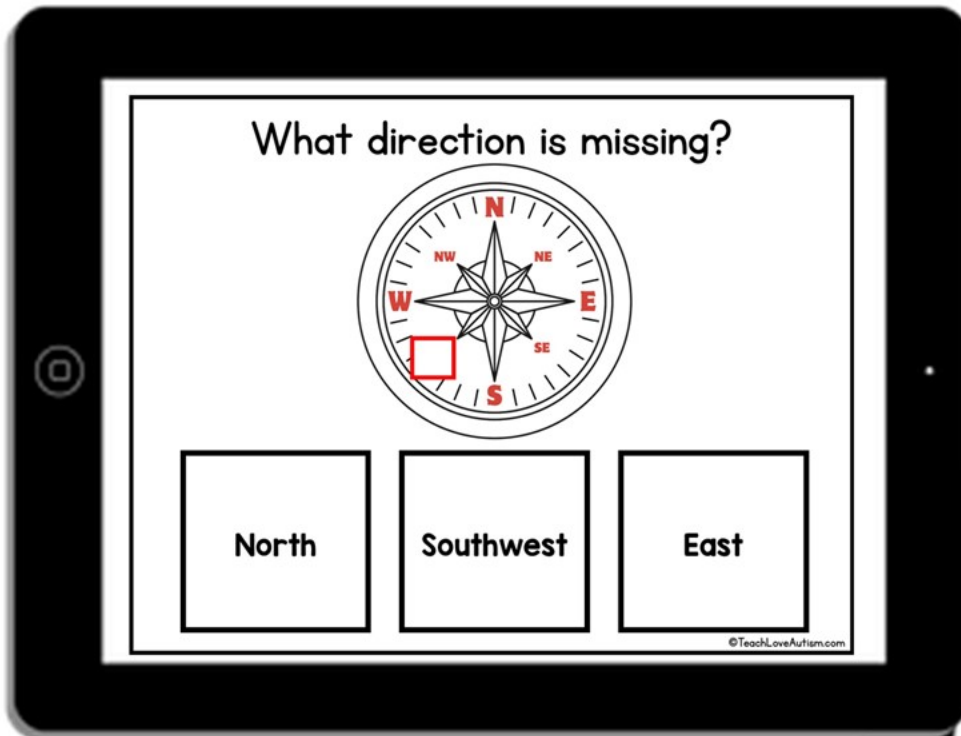 What direction is missing?
N
NW
NE
W
E
SE
S
North
Southwest
East
©TeachLoveAutism.com